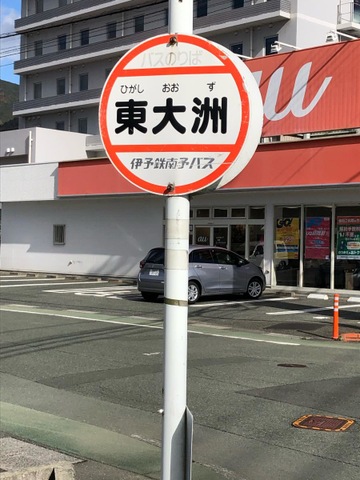 バスのりば
ひがし おお ず
東大洲
伊予鉄南予バス
au
au